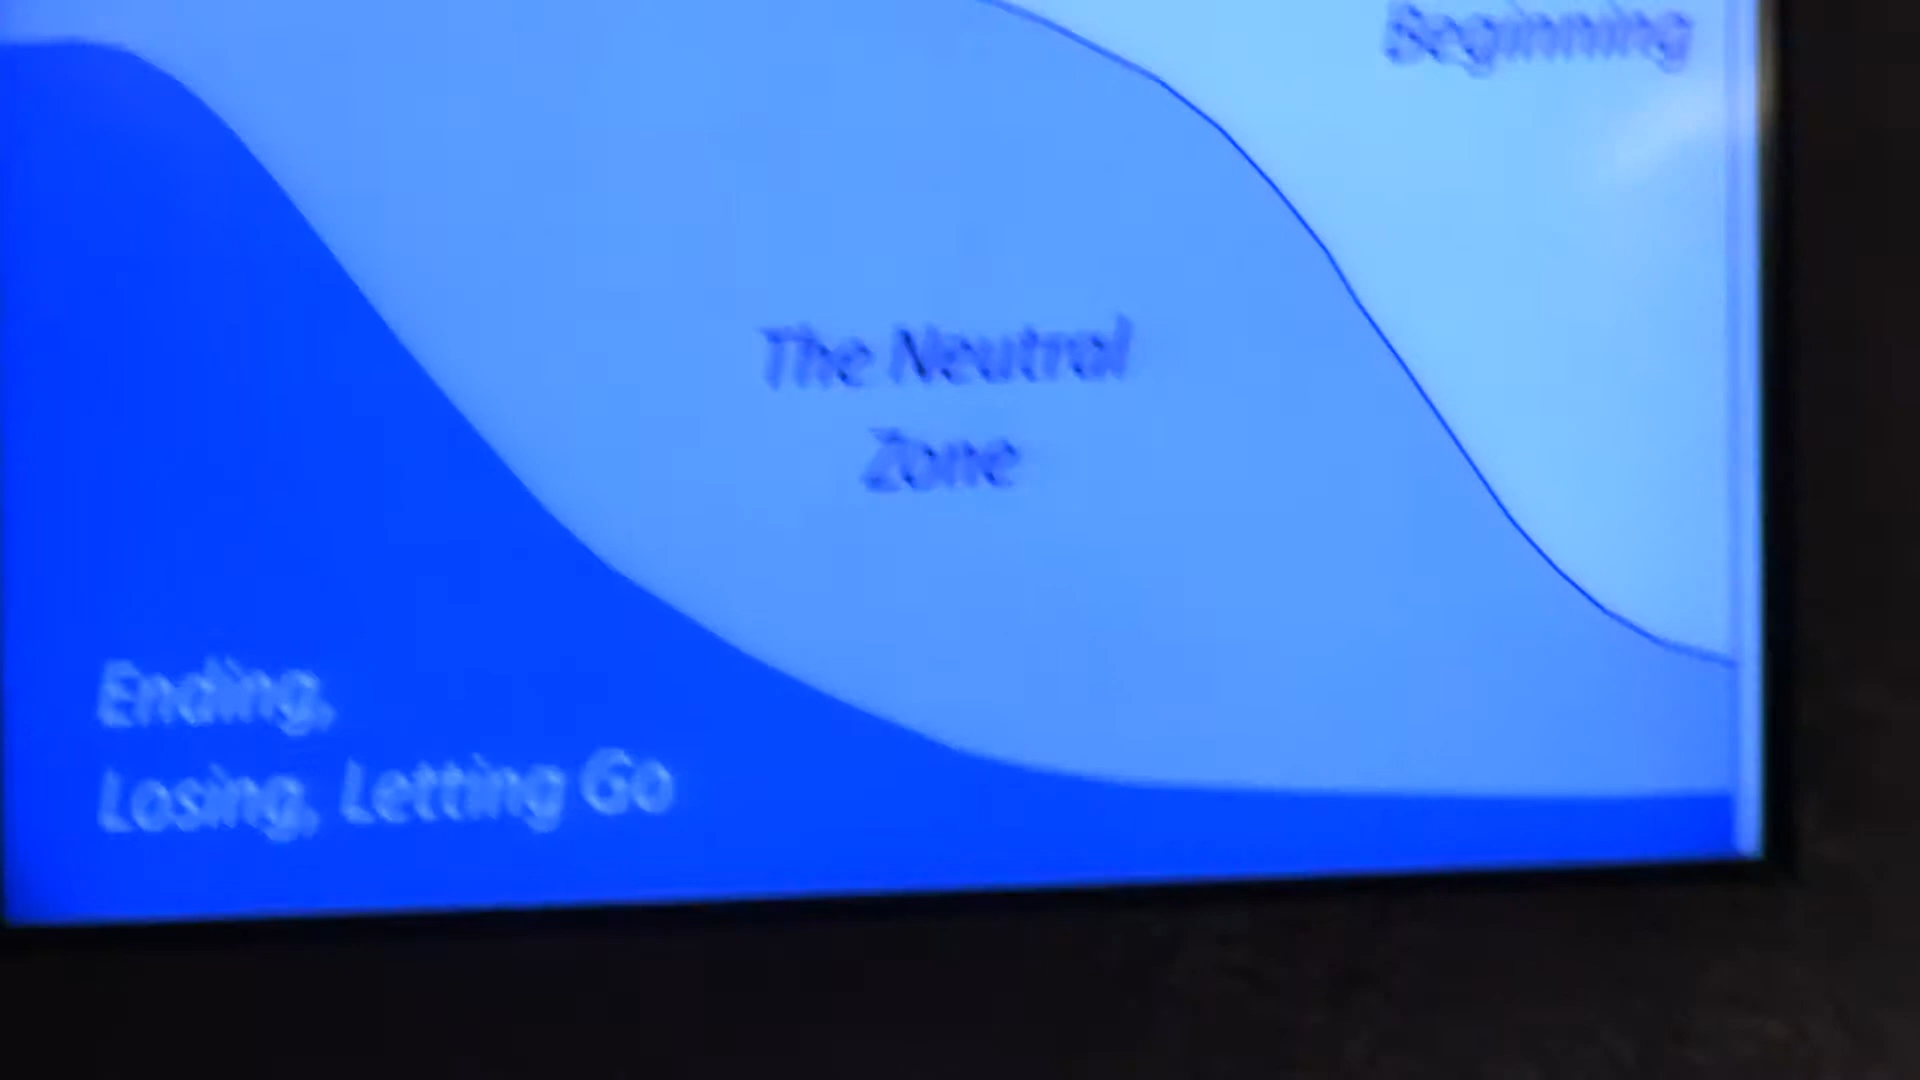 Beginning
The Neutral
Zone
Ending,
Losing, Letting Go